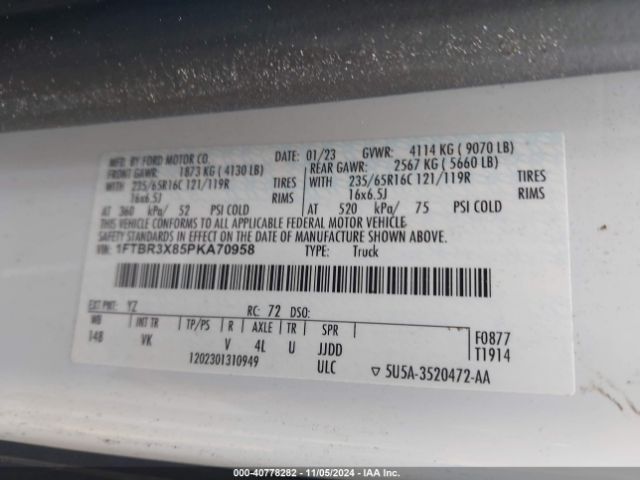 MFD. BY FORD MOTOR CO. DATE: 01/23 GVWR: 4114 KG ( 9070 LB)
FRONT GAWR: 1873 KG ( 4130 LB) REAR GAWR: 2567 KG ( 5660 LB)
WITH 235/65R16C 121/119R TIRES WITH 235/65R16C 121/119R TIRES
16x6.5J RIMS 16x6.5J RIMS
AT 360 kPa/ 52 PSI COLD AT 520 kPa/ 75 PSI COLD
THIS VEHICLE CONFORMS TO ALL APPLICABLE FEDERAL MOTOR VEHICLE
SAFETY STANDARDS IN EFFECT ON THE DATE OF MANUFACTURE SHOWN ABOVE.
VIN: 1FTBR3X85PKA70958 TYPE: Truck
EXT PNT: YZ RC: 72 DSO:
WB INT TR TP/PS R AXLE TR SPR F0877
148 VK V 4L U JJDD T1914
1202301310949 ULC ▽ 5U5A-3520472-AA
© - 40778282 - 11/05/2024 - IAA Inc.